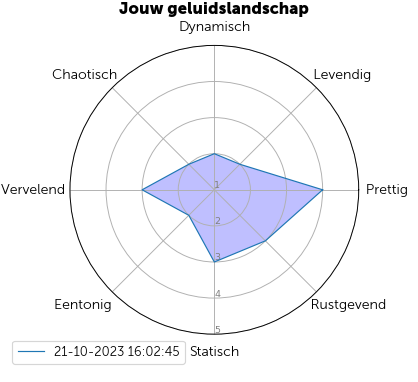 Jouw geluidslandschap
Dynamisch
Chaotisch
Levendig
Vervelend
1
Prettig
2
3
4
Eentonig
Rustgevend
5
21-10-2023 16:02:45
Statisch